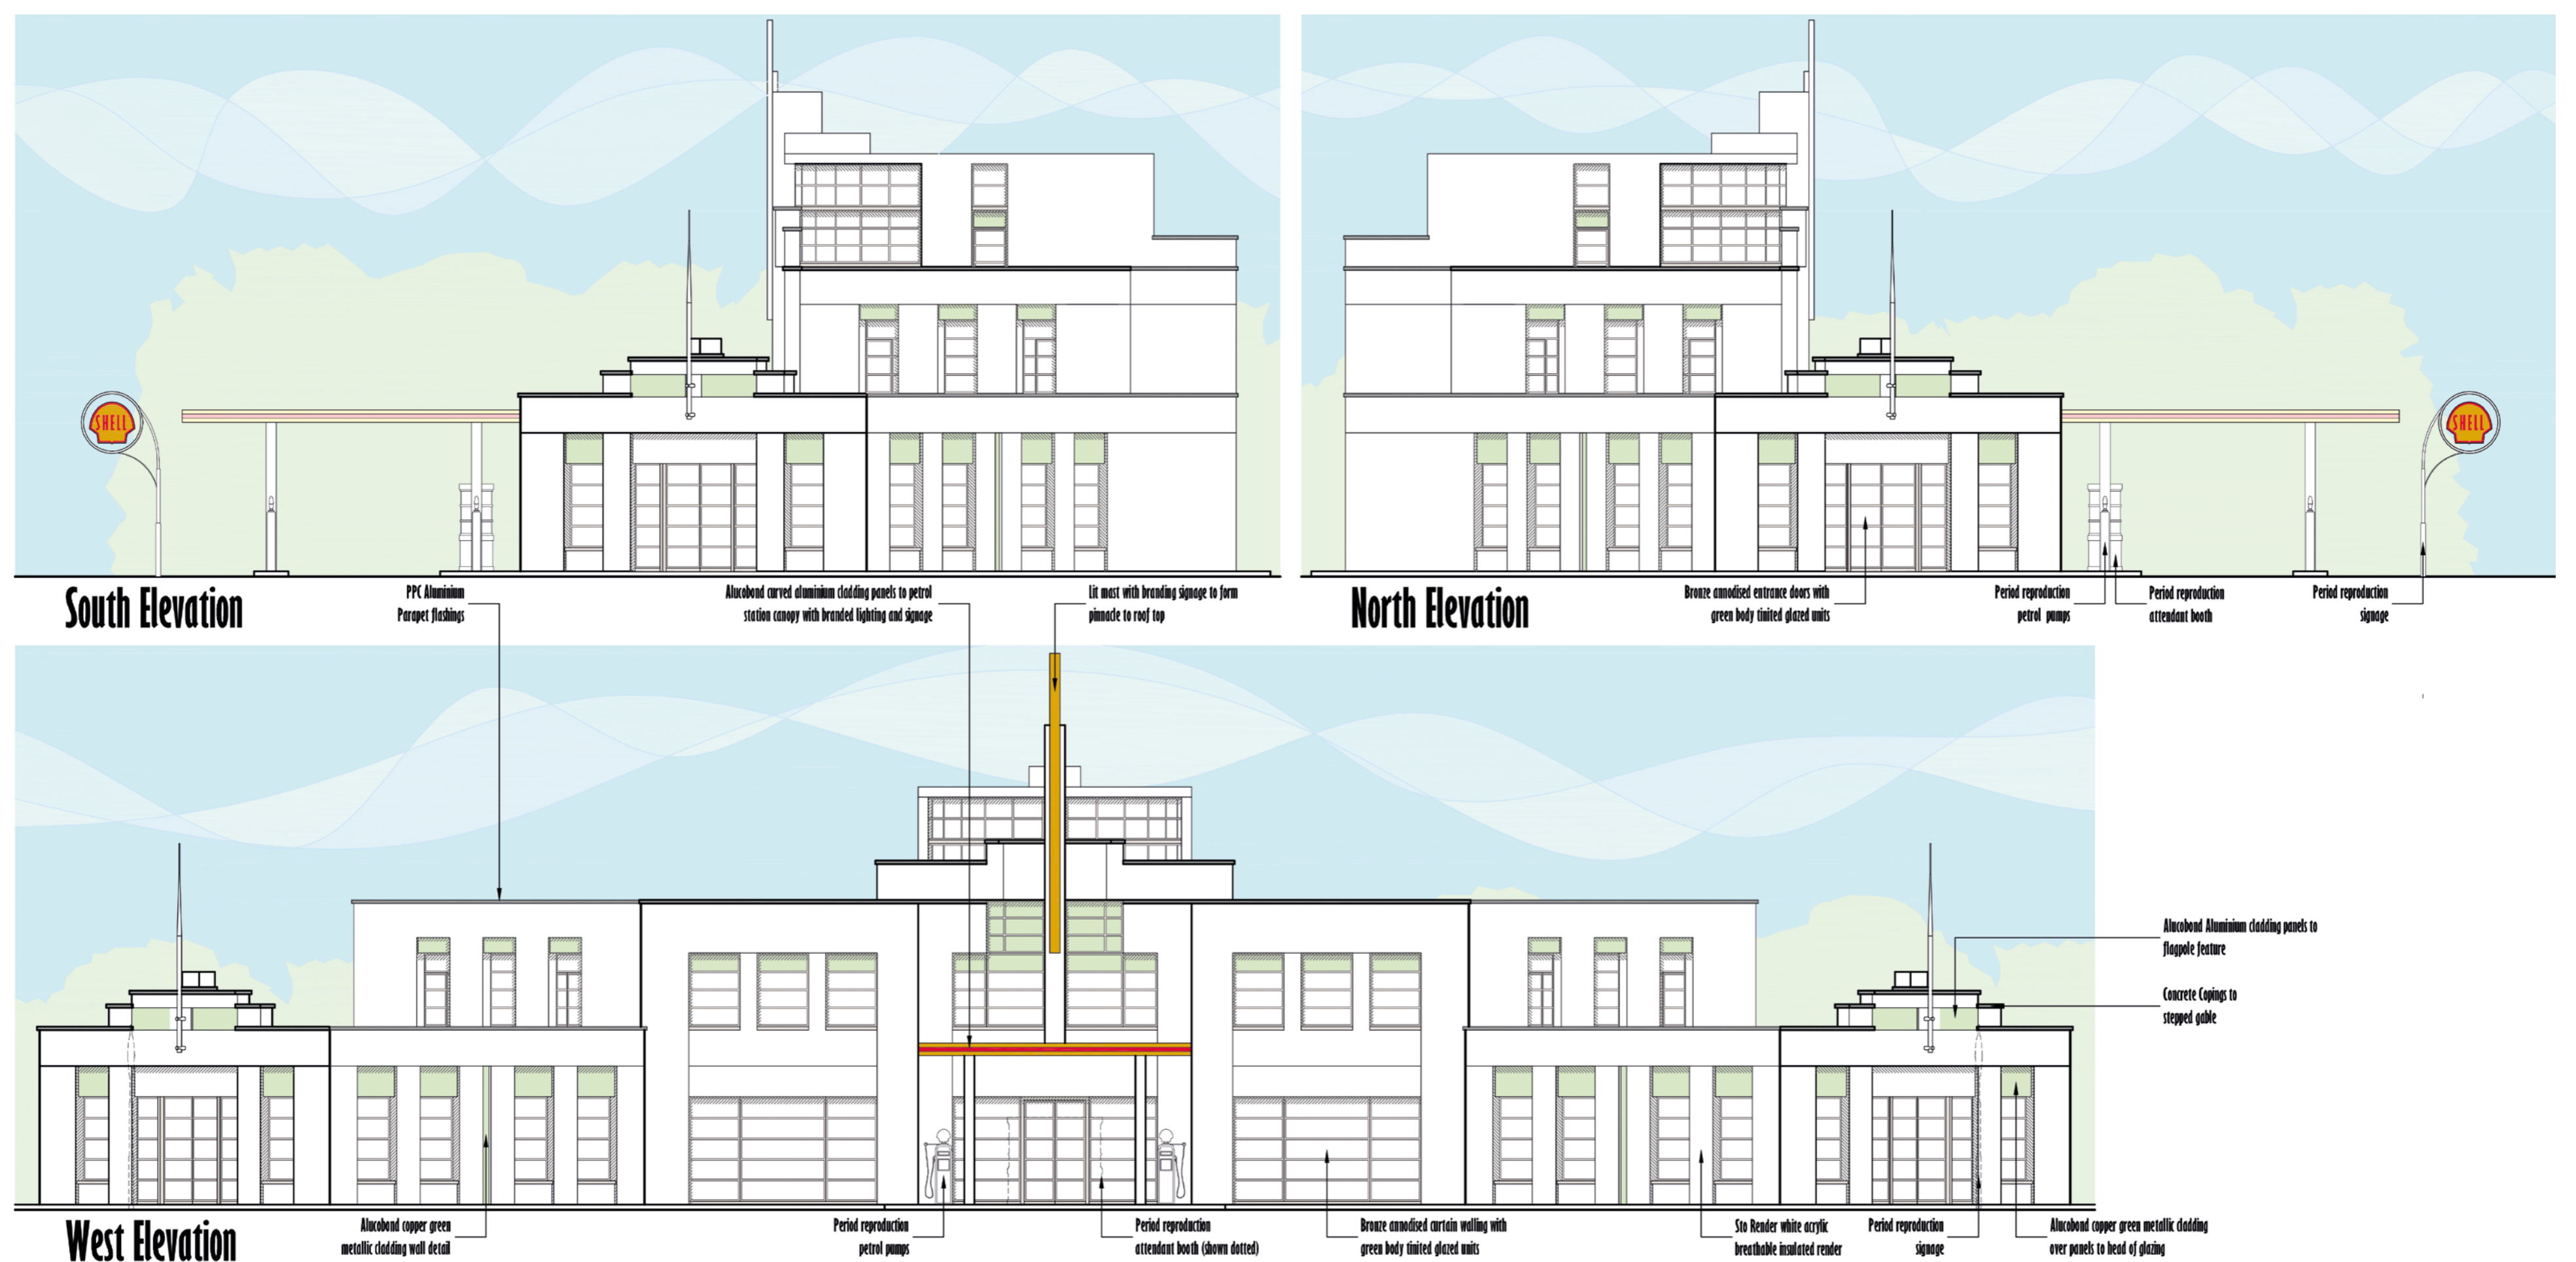 SHELL
SHELL
South Elevation
PPC Aluminium
Parapet flashings
Alucobond curved aluminium cladding panels to petrol
station canopy with branded lighting and signage
Lit mast with branding signage to form
pinnacle to roof top
North Elevation
Bronze annodised entrance doors with
green body tinited glazed units
Period reproduction
petrol pumps
Period reproduction
attendant booth
Period reproduction
signage
Alucobond Aluminium cladding panels to
flagpole feature
Concrete Copings to
stepped gable
West Elevation
Alucobond copper green
metallic cladding wall detail
Period reproduction
petrol pumps
Period reproduction
attendant booth (shown dotted)
Bronze annodised curtain walling with
green body tinited glazed units
Sto Render white acrylic
breathable insulated render
Period reproduction
signage
Alucobond copper green metallic cladding
over panels to head of glazing